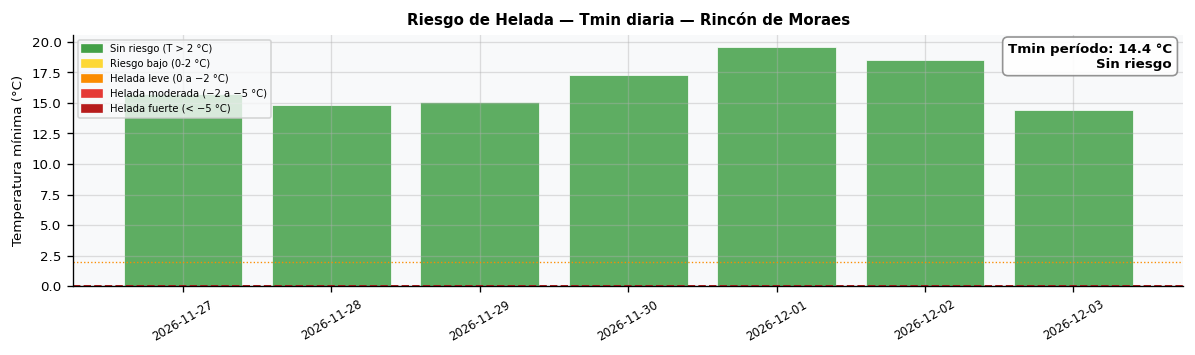 Riesgo de Helada — Tmin diaria — Rincón de Moraes
Temperatura mínima (°C)
20.0
17.5
15.0
12.5
10.0
7.5
5.0
2.5
0.0
Sin riesgo (T > 2 °C)
Riesgo bajo (0-2 °C)
Helada leve (0 a −2 °C)
Helada moderada (−2 a −5 °C)
Helada fuerte (< −5 °C)
Tmin período: 14.4 °C
Sin riesgo
2026-11-27
2026-11-28
2026-11-29
2026-11-30
2026-12-01
2026-12-02
2026-12-03